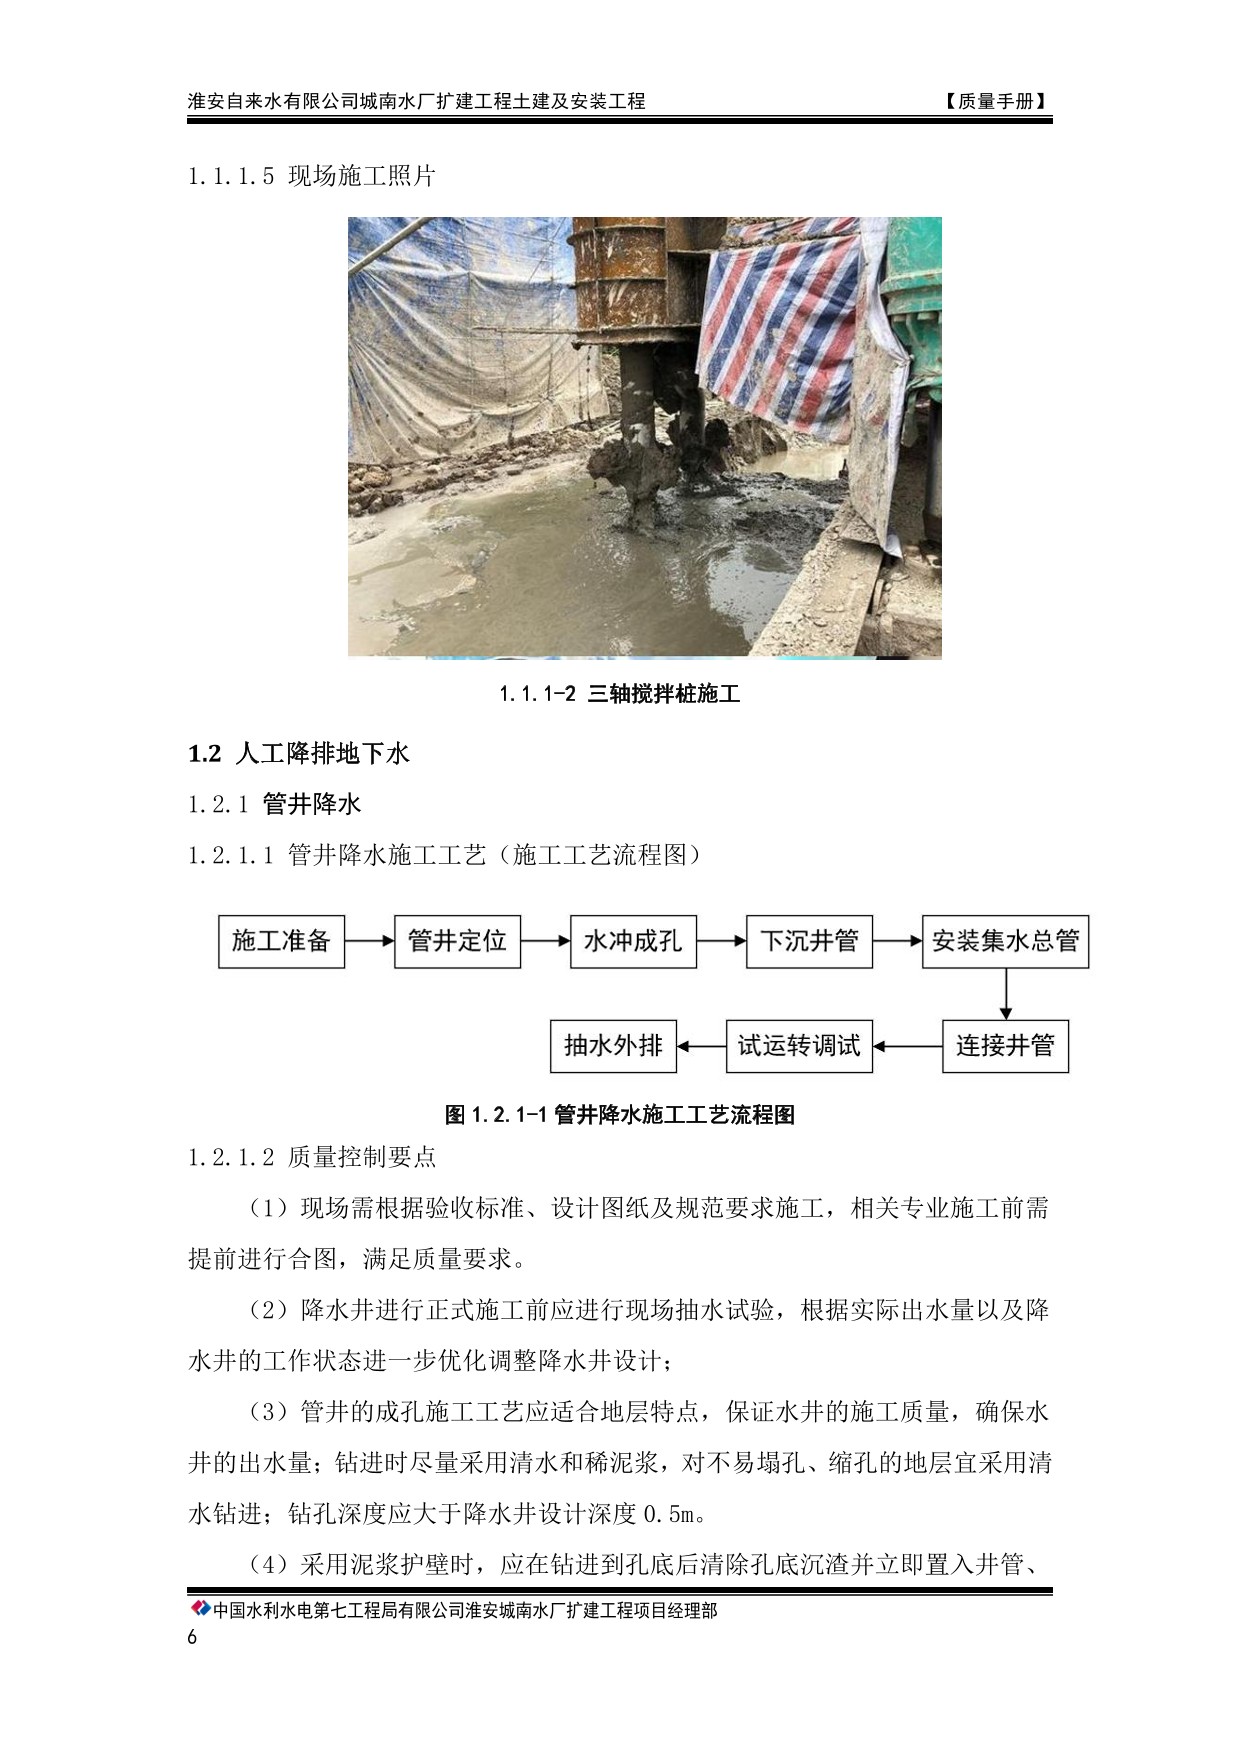 淮安自来水有限公司城南水厂扩建工程土建及安装工程 【质量手册】
1.1.1.5 现场施工照片
1.1.1-2 三轴搅拌桩施工
1.2 人工降排地下水
1.2.1 管井降水
1.2.1.1 管井降水施工工艺（施工工艺流程图）
施工准备 管井定位 水冲成孔 下沉井管 安装集水总管
抽水外排 试运转调试 连接井管
图 1.2.1-1 管井降水施工工艺流程图
1.2.1.2 质量控制要点
（1）现场需根据验收标准、设计图纸及规范要求施工，相关专业施工前需
提前进行合图，满足质量要求。
（2）降水井进行正式施工前应进行现场抽水试验，根据实际出水量以及降
水井的工作状态进一步优化调整降水井设计；
（3）管井的成孔施工工艺应适合地层特点，保证水井的施工质量，确保水
井的出水量；钻进时尽量采用清水和稀泥浆，对不易塌孔、缩孔的地层宜采用清
水钻进；钻孔深度应大于降水井设计深度 0.5m。
（4）采用泥浆护壁时，应在钻进到孔底后清除孔底沉渣并立即置入井管、
中国水利水电第七工程局有限公司淮安城南水厂扩建工程项目经理部
6